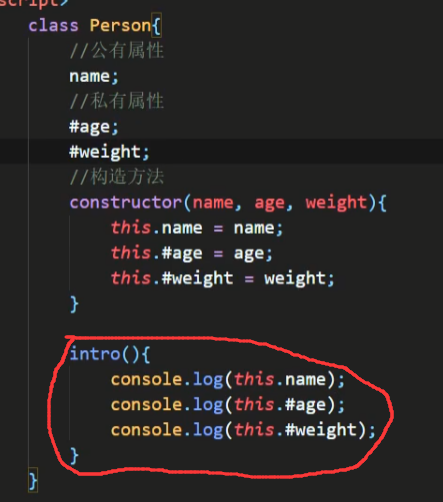 script>
class Person{
//公有属性
name;
//私有属性
#age;
#weight;
//构造方法
constructor(name, age, weight){
this.name = name;
this.#age = age;
this.#weight = weight;
}
intro(){
console.log(this.name);
console.log(this.#age);
console.log(this.#weight);
}
}